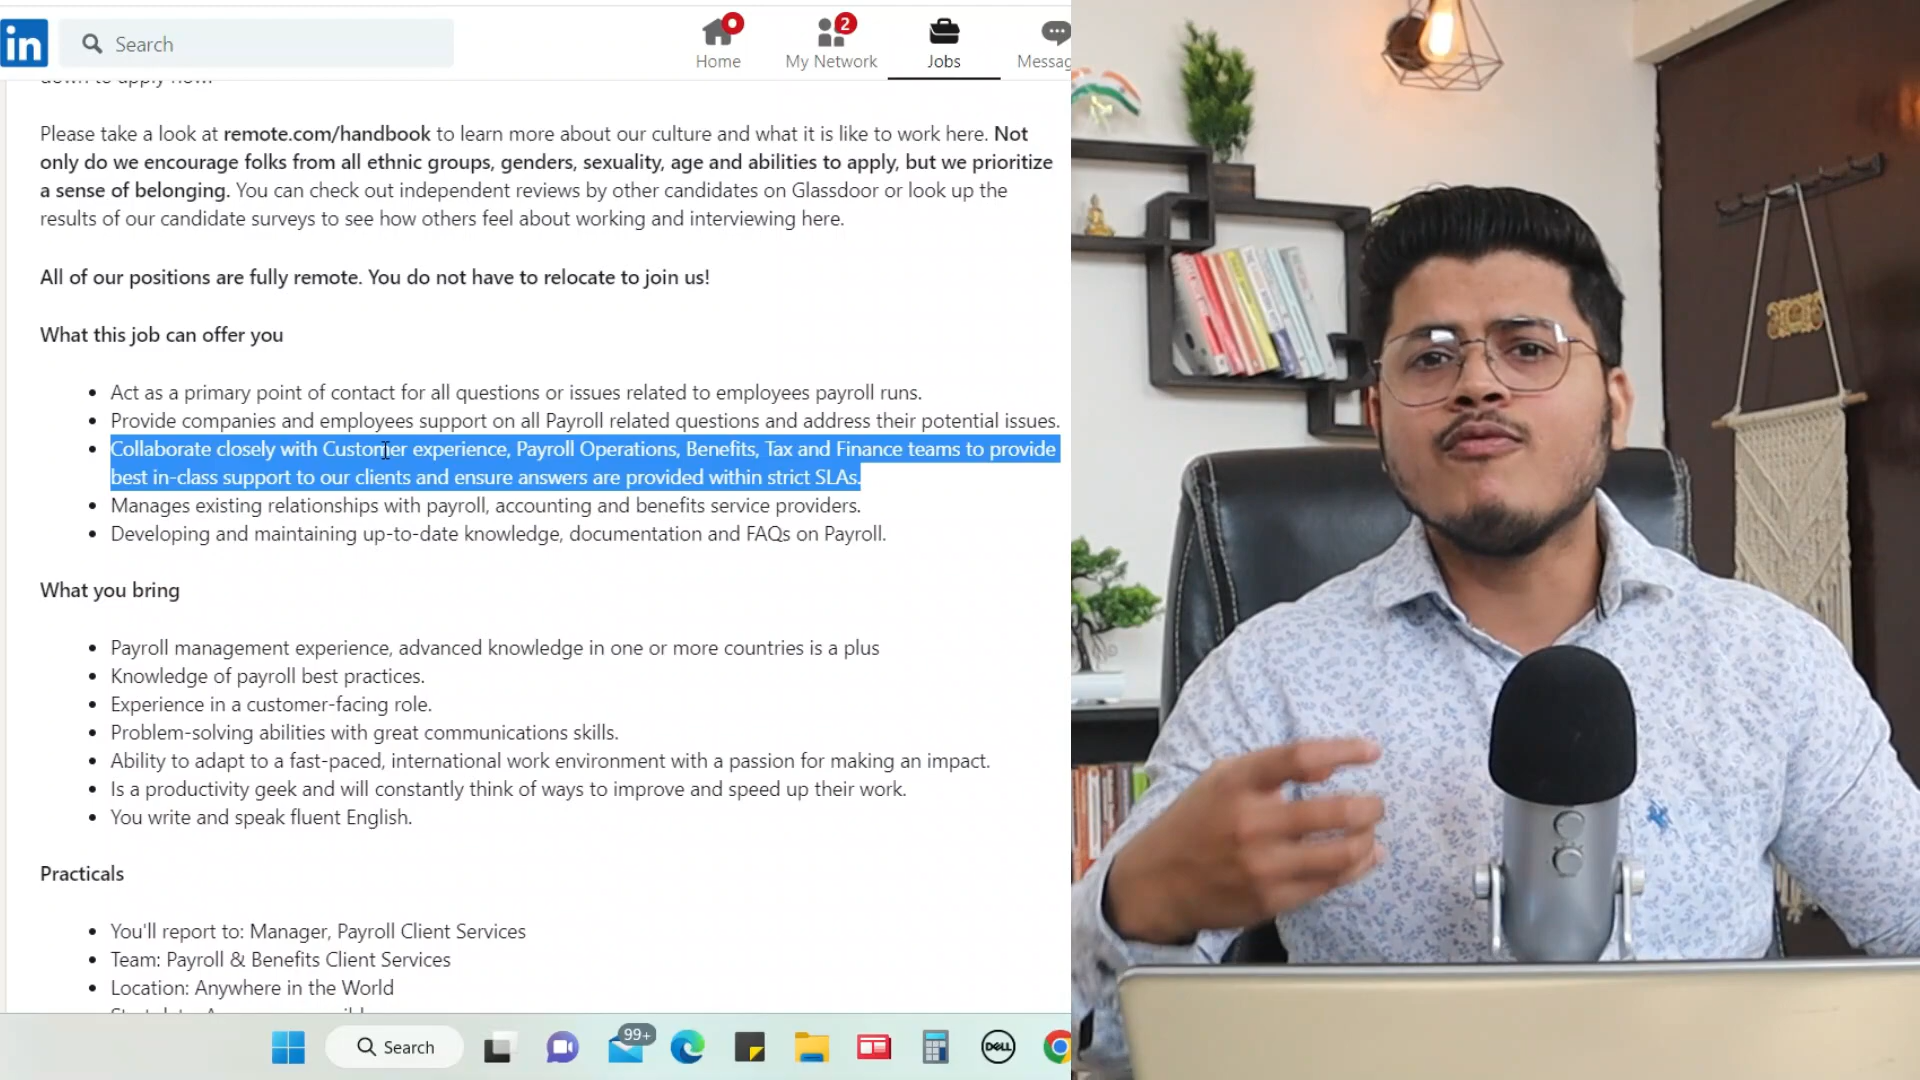 in
Search
2
Home
My Network
Jobs
Messag
down to apply now.
Please take a look at remote.com/handbook to learn more about our culture and what it is like to work here. Not
only do we encourage folks from all ethnic groups, genders, sexuality, age and abilities to apply, but we prioritize
a sense of belonging. You can check out independent reviews by other candidates on Glassdoor or look up the
results of our candidate surveys to see how others feel about working and interviewing here.
All of our positions are fully remote. You do not have to relocate to join us!
What this job can offer you
Act as a primary point of contact for all questions or issues related to employees payroll runs.
Provide companies and employees support on all Payroll related questions and address their potential issues.
Collaborate closely with Customer experience, Payroll Operations, Benefits, Tax and Finance teams to provide
best in-class support to our clients and ensure answers are provided within strict SLAs.
Manages existing relationships with payroll, accounting and benefits service providers.
Developing and maintaining up-to-date knowledge, documentation and FAQs on Payroll.
What you bring
Payroll management experience, advanced knowledge in one or more countries is a plus
Knowledge of payroll best practices.
Experience in a customer-facing role.
Problem-solving abilities with great communications skills.
Ability to adapt to a fast-paced, international work environment with a passion for making an impact.
Is a productivity geek and will constantly think of ways to improve and speed up their work.
You write and speak fluent English.
Practicals
You'll report to: Manager, Payroll Client Services
Team: Payroll & Benefits Client Services
Location: Anywhere in the World
Search
99+
DELL